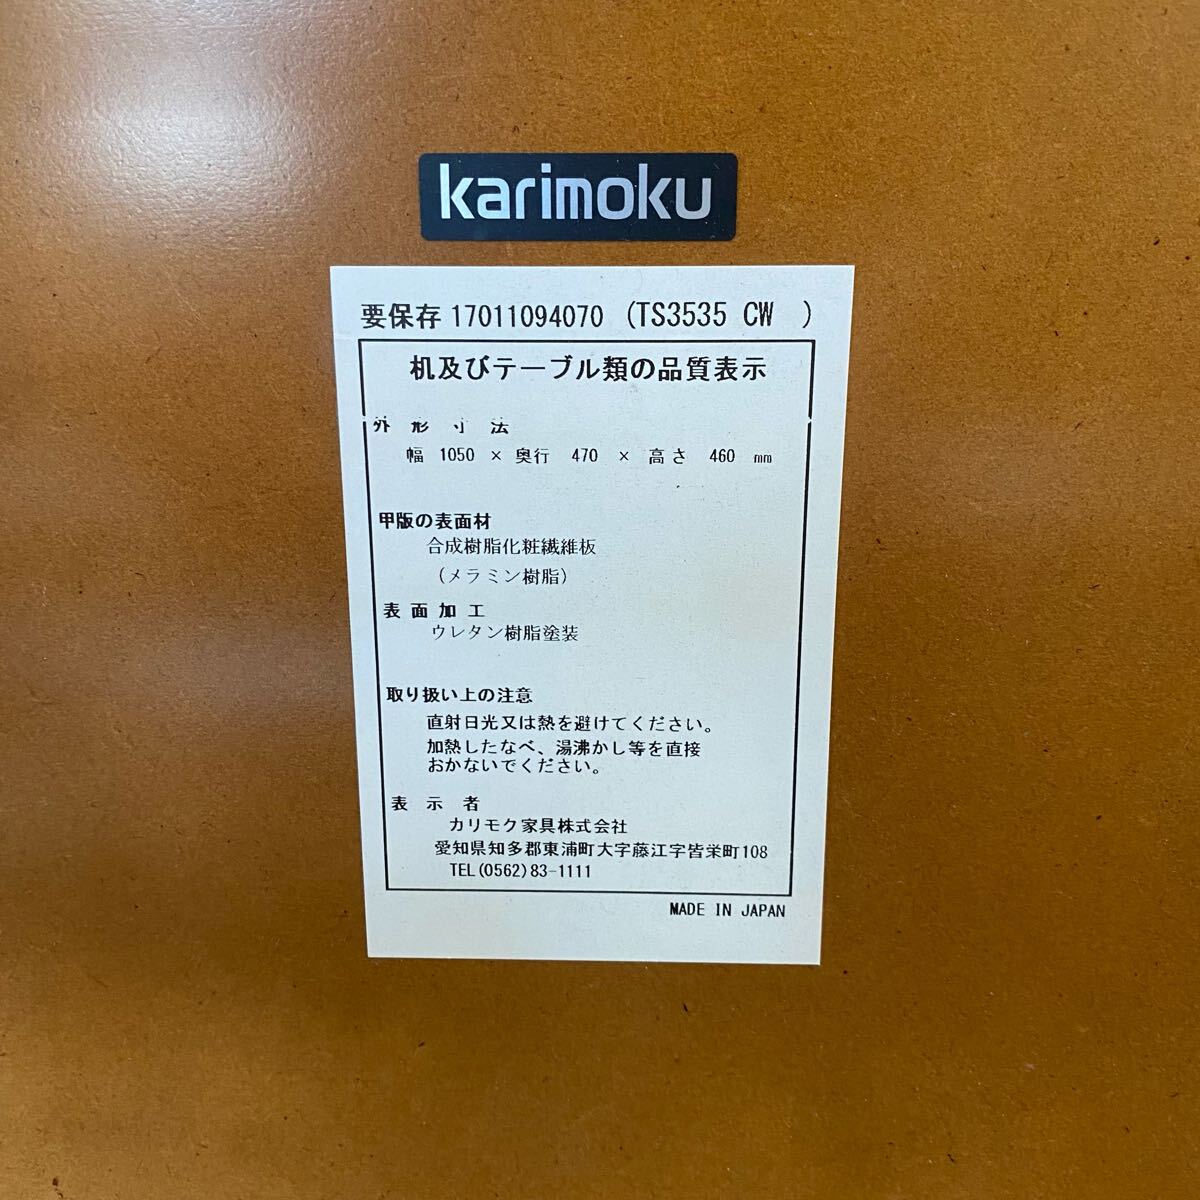 karimoku
要保存 17011094070 (TS3535 CW )
机及びテーブル類の品質表示
外形寸法
幅 1050 × 奥行 470 × 高さ 460 mm
甲版の表面材
合成樹脂化粧繊維板
(メラミン樹脂)
表面加工
ウレタン樹脂塗装
取り扱い上の注意
直射日光又は熱を避けてください。
加熱したなべ、湯沸かし等を直接
おかないでください。
表示者
カリモク家具株式会社
愛知県知多郡東浦町大字藤江字皆栄町108
TEL(0562)83-1111
MADE IN JAPAN